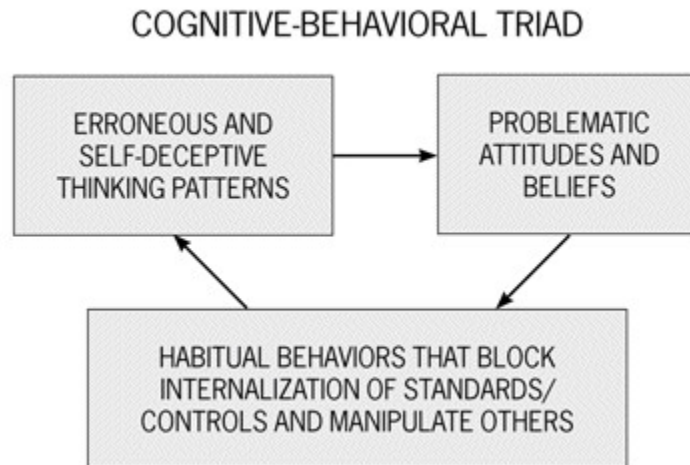 COGNITIVE-BEHAVIORAL TRIAD
ERRONEOUS AND
SELF-DECEPTIVE
THINKING PATTERNS
PROBLEMATIC
ATTITUDES AND
BELIEFS
HABITUAL BEHAVIORS THAT BLOCK
INTERNALIZATION OF STANDARDS/
CONTROLS AND MANIPULATE OTHERS